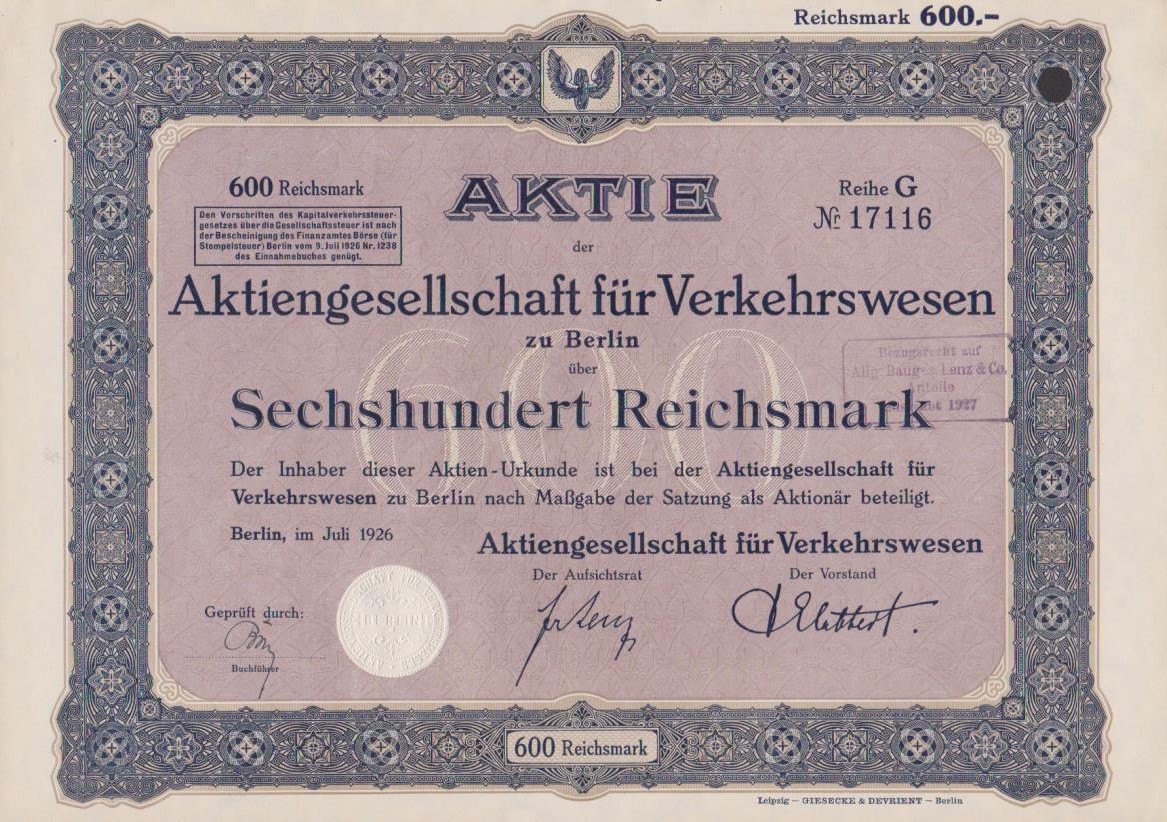 Reichsmark 600.-
600 Reichsmark
Den Vorschriften des Kapitalverkehrssteuer-
gesetzes über die Gesellschaftssteuer ist nach
der Bescheinigung des Finanzamtes Börse (für
Stempelsteuer) Berlin vom 9. Juli 1926 Nr. 1238
des Einnahmebuches genügt.
AKTIE
Reihe G
Nr. 17116
der
Aktiengesellschaft für Verkehrswesen
zu Berlin
über
600
Sechshundert Reichsmark
Bezugsrecht auf
Allg. Bauges. Lenz & Co.
Anteile
1927
Der Inhaber dieser Aktien-Urkunde ist bei der Aktiengesellschaft für
Verkehrswesen zu Berlin nach Maßgabe der Satzung als Aktionär beteiligt.
Berlin, im Juli 1926
Aktiengesellschaft für Verkehrswesen
Der Aufsichtsrat
Der Vorstand
Geprüft durch:
Buchführer
BERLIN
600 Reichsmark
Leipzig — GIESECKE & DEVRIENT — Berlin